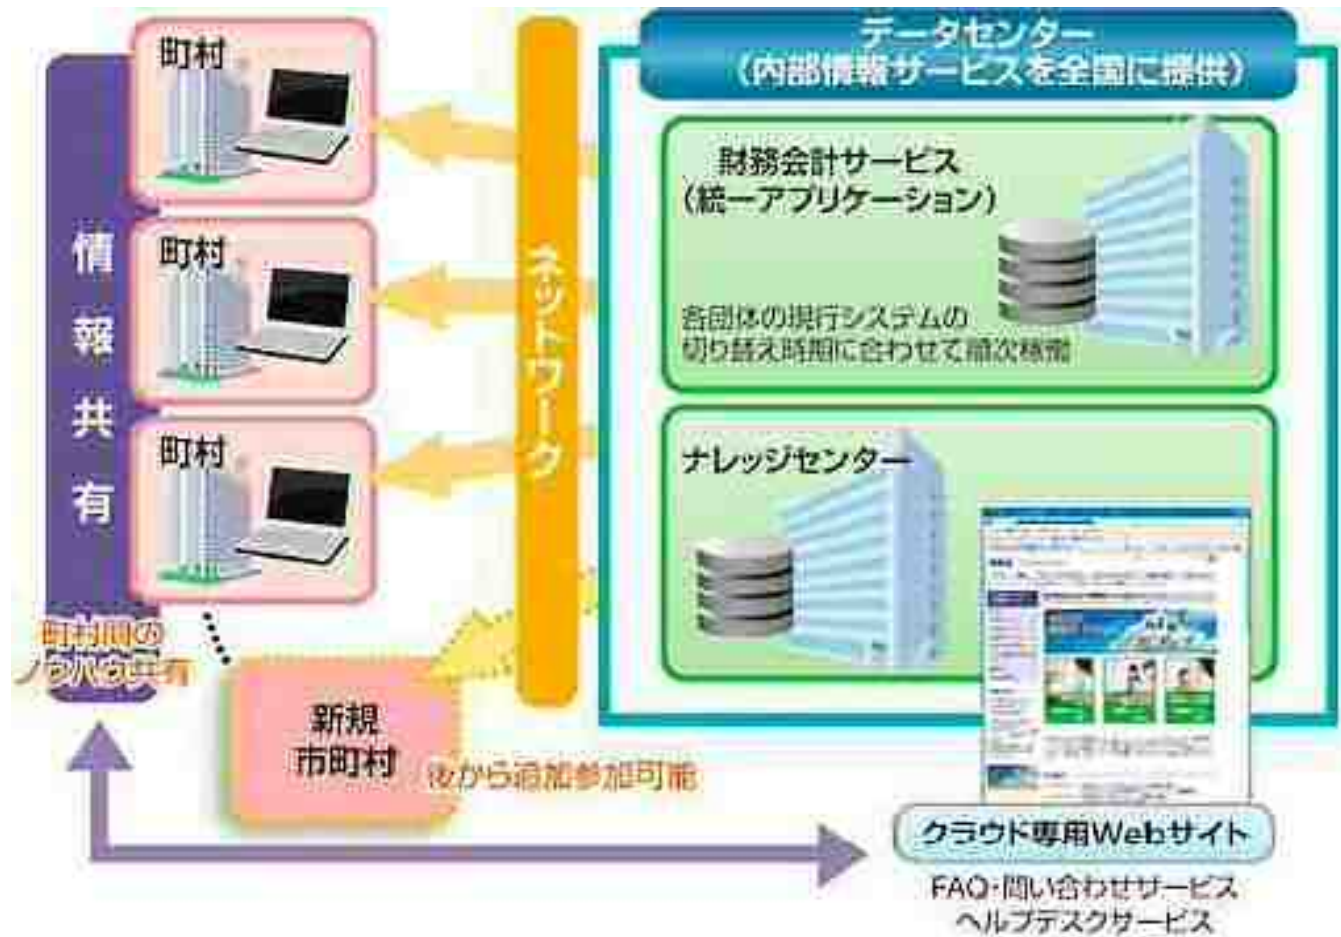 町村
町村
町村
情報共有
町村間の
ノウハウ共有
新規
市町村
後から追加参加可能
ネットワーク
データセンター
(内部情報サービスを全国に提供)
財務会計サービス
(統一アプリケーション)
各団体の現行システムの
切り替え時期に合わせて順次稼働
ナレッジセンター
クラウド専用Webサイト
FAQ・問い合わせサービス
ヘルプデスクサービス